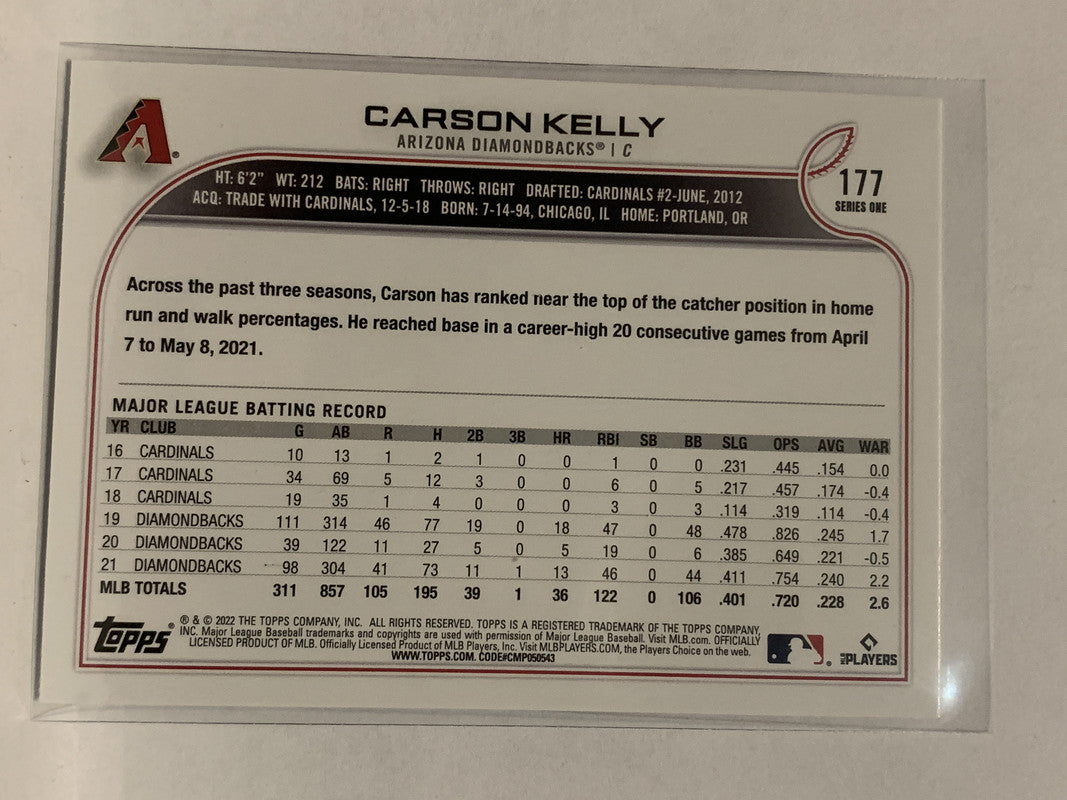 CARSON KELLY
ARIZONA DIAMONDBACKS® | C
177
SERIES ONE
HT: 6'2" WT: 212 BATS: RIGHT THROWS: RIGHT DRAFTED: CARDINALS #2-JUNE, 2012
ACQ: TRADE WITH CARDINALS, 12-5-18 BORN: 7-14-94, CHICAGO, IL HOME: PORTLAND, OR
Across the past three seasons, Carson has ranked near the top of the catcher position in home
run and walk percentages. He reached base in a career-high 20 consecutive games from April
7 to May 8, 2021.
MAJOR LEAGUE BATTING RECORD
YR CLUB G AB R H 2B 3B HR RBI SB BB SLG OPS AVG WAR
16 CARDINALS 10 13 1 2 1 0 0 1 0 0 .231 .445 .154 0.0
17 CARDINALS 34 69 5 12 3 0 0 6 0 5 .217 .457 .174 -0.4
18 CARDINALS 19 35 1 4 0 0 0 3 0 3 .114 .319 .114 -0.4
19 DIAMONDBACKS 111 314 46 77 19 0 18 47 0 48 .478 .826 .245 1.7
20 DIAMONDBACKS 39 122 11 27 5 0 5 19 0 6 .385 .649 .221 -0.5
21 DIAMONDBACKS 98 304 41 73 11 1 13 46 0 44 .411 .754 .240 2.2
MLB TOTALS 311 857 105 195 39 1 36 122 0 106 .401 .720 .228 2.6
topps®
® & © 2022 THE TOPPS COMPANY, INC. ALL RIGHTS RESERVED. TOPPS IS A REGISTERED TRADEMARK OF THE TOPPS COMPANY,
INC. Major League Baseball trademarks and copyrights are used with permission of Major League Baseball. Visit MLB.com. OFFICIALLY
LICENSED PRODUCT OF MLB. Officially Licensed Product of MLB Players, Inc. Visit MLBPLAYERS.COM, the Players Choice on the web.
WWW.TOPPS.COM. CODE#CMP050543
MLB PLAYERS